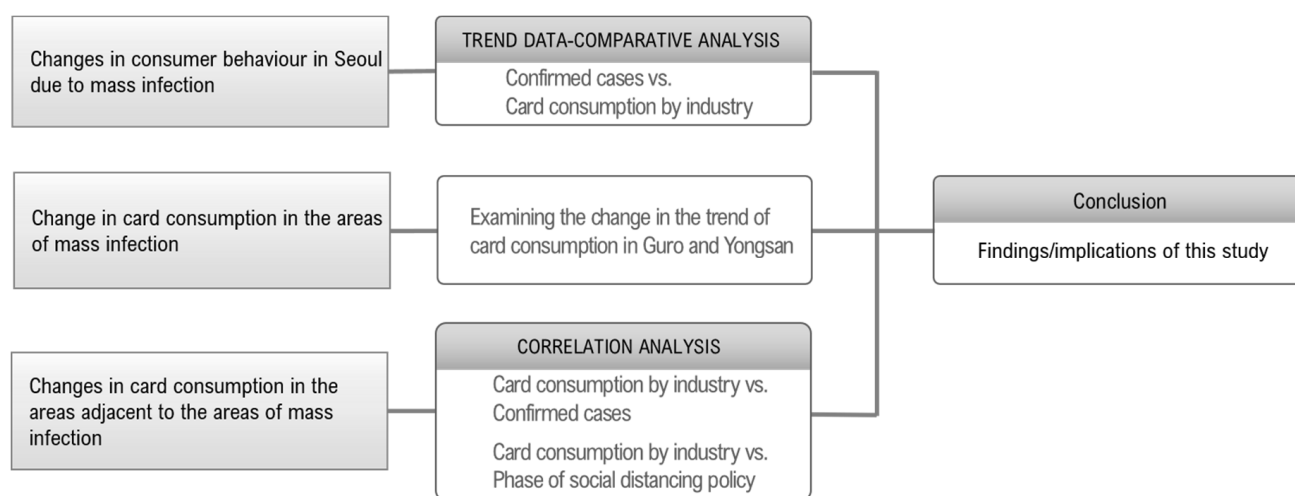 Changes in consumer behaviour in Seoul
due to mass infection
TREND DATA-COMPARATIVE ANALYSIS
Confirmed cases vs.
Card consumption by industry
Change in card consumption in the areas
of mass infection
Examining the change in the trend of
card consumption in Guro and Yongsan
Changes in card consumption in the
areas adjacent to the areas of mass
infection
CORRELATION ANALYSIS
Card consumption by industry vs.
Confirmed cases
Card consumption by industry vs.
Phase of social distancing policy
Conclusion
Findings/implications of this study